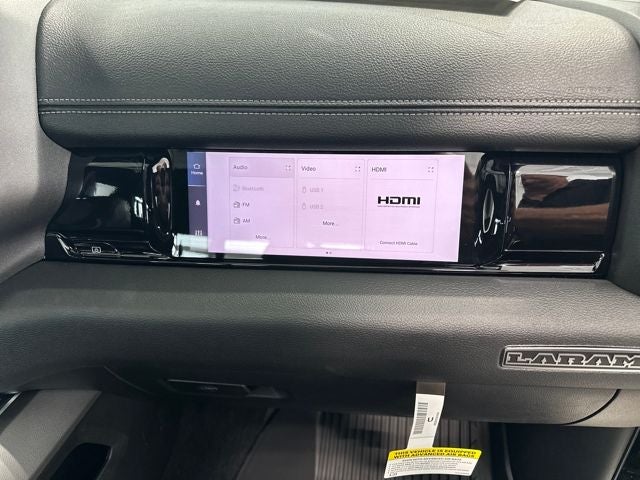 Home
Audio
Bluetooth
FM
AM
More...
Video
USB 1
USB 2
More...
HDMI
HDMI
Connect HDMI Cable
LARAM
THIS VEHICLE IS EQUIPPED
WITH ADVANCED AIR BAGS